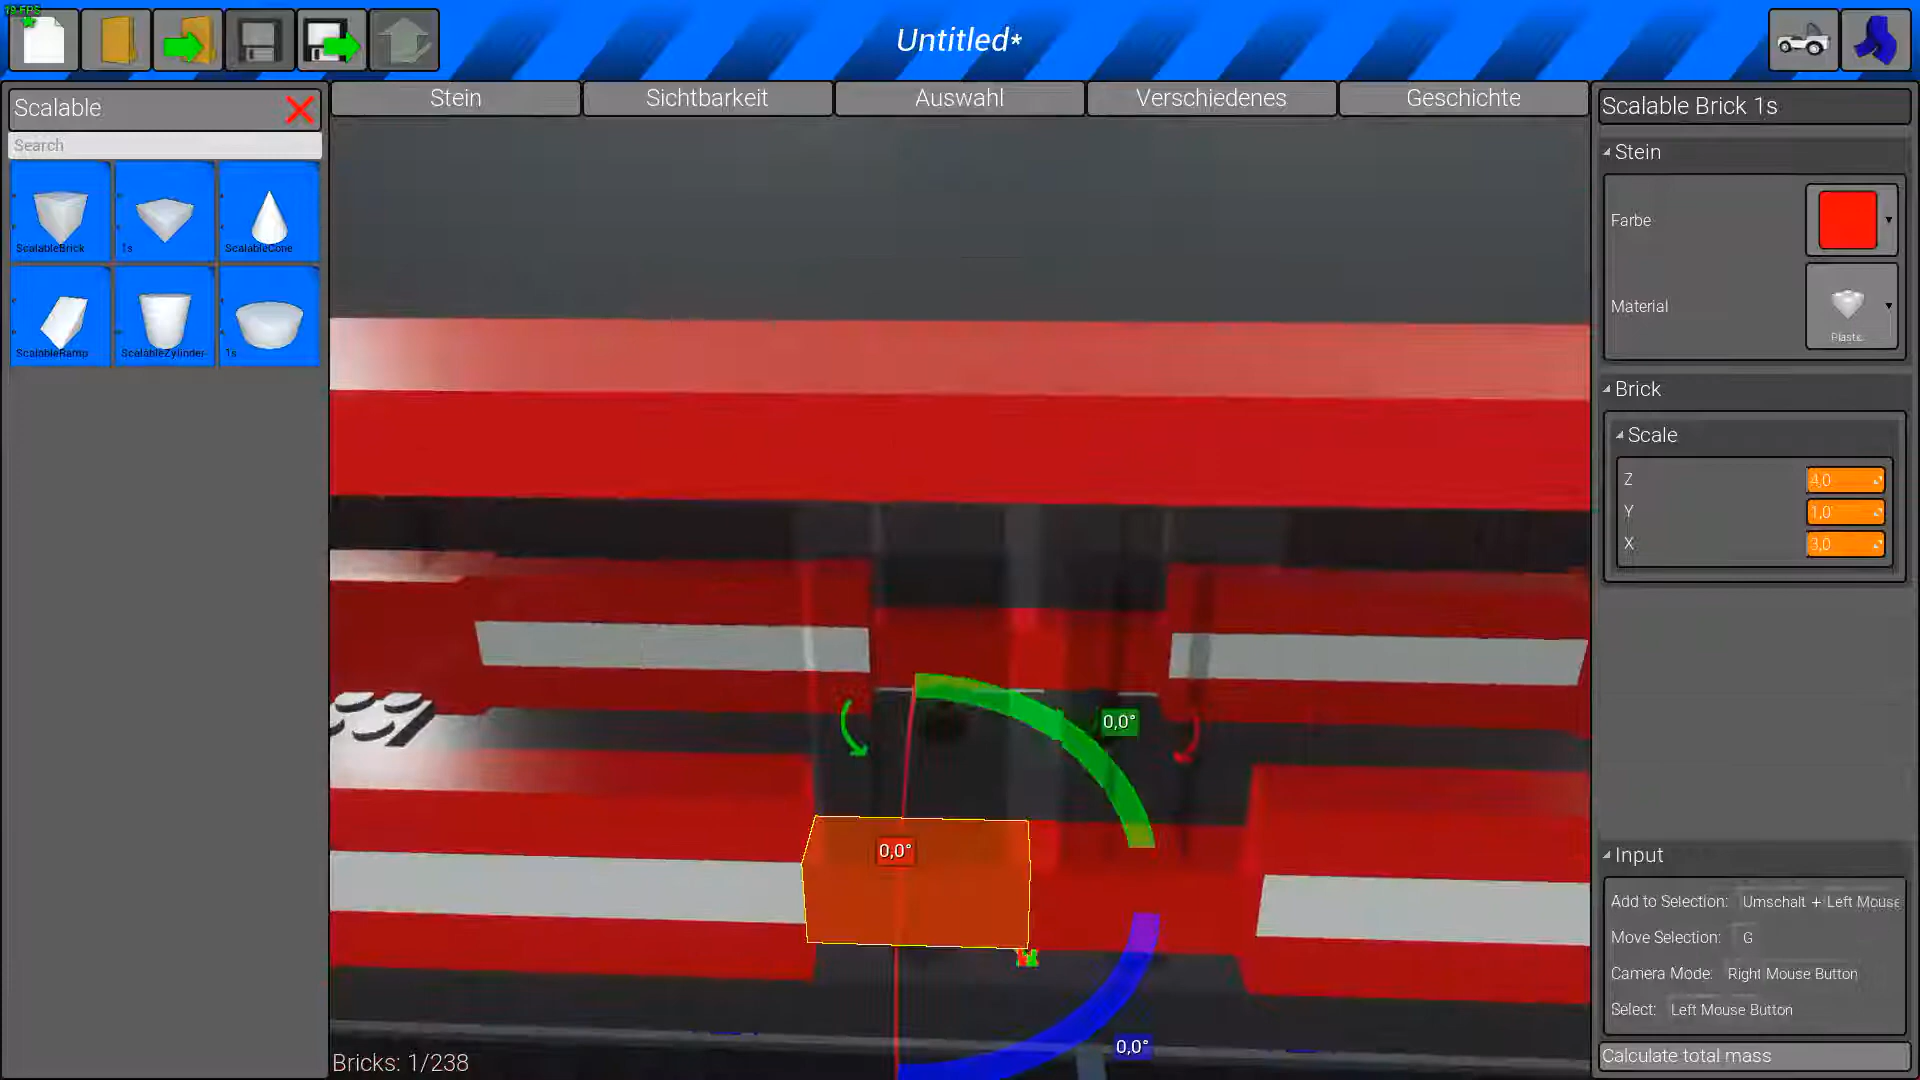 19 FPS
Untitled*
Scalable
Search
ScalableBrick
1s
ScalableCone
ScalableRamp
ScalableZylinder
1s
Stein
Sichtbarkeit
Auswahl
Verschiedenes
Geschichte
0,0°
0,0°
0,0°
Bricks: 1/238
Scalable Brick 1s
Stein
Farbe
Material
Plastic
Brick
Scale
Z 4,0
Y 1,0
X 3,0
Input
Add to Selection: Umschalt + Left Mouse
Move Selection: G
Camera Mode: Right Mouse Button
Select: Left Mouse Button
Calculate total mass